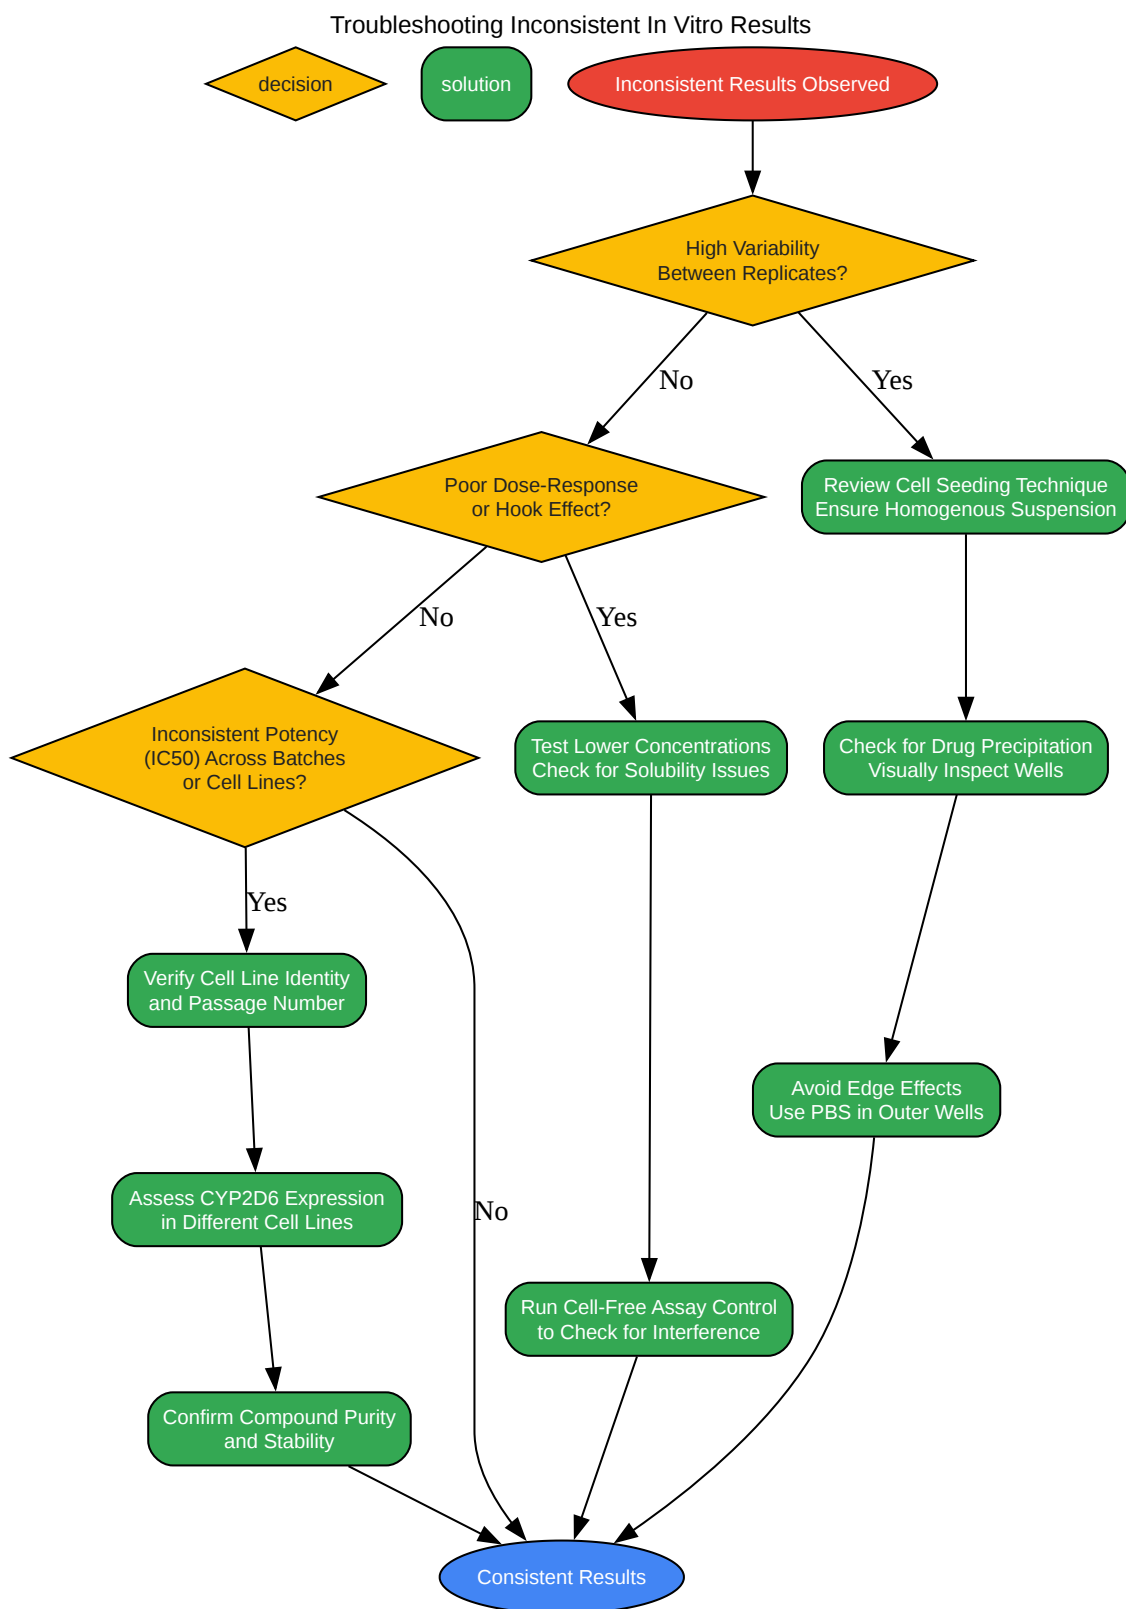 Troubleshooting Inconsistent In Vitro Results
decision
solution
Inconsistent Results Observed
High Variability
Between Replicates?
No
Yes
Poor Dose-Response
or Hook Effect?
Review Cell Seeding Technique
Ensure Homogenous Suspension
No
Yes
Inconsistent Potency
(IC50) Across Batches
or Cell Lines?
Test Lower Concentrations
Check for Solubility Issues
Check for Drug Precipitation
Visually Inspect Wells
Yes
Verify Cell Line Identity
and Passage Number
Avoid Edge Effects
Use PBS in Outer Wells
Assess CYP2D6 Expression
in Different Cell Lines
No
Run Cell-Free Assay Control
to Check for Interference
Confirm Compound Purity
and Stability
Consistent Results